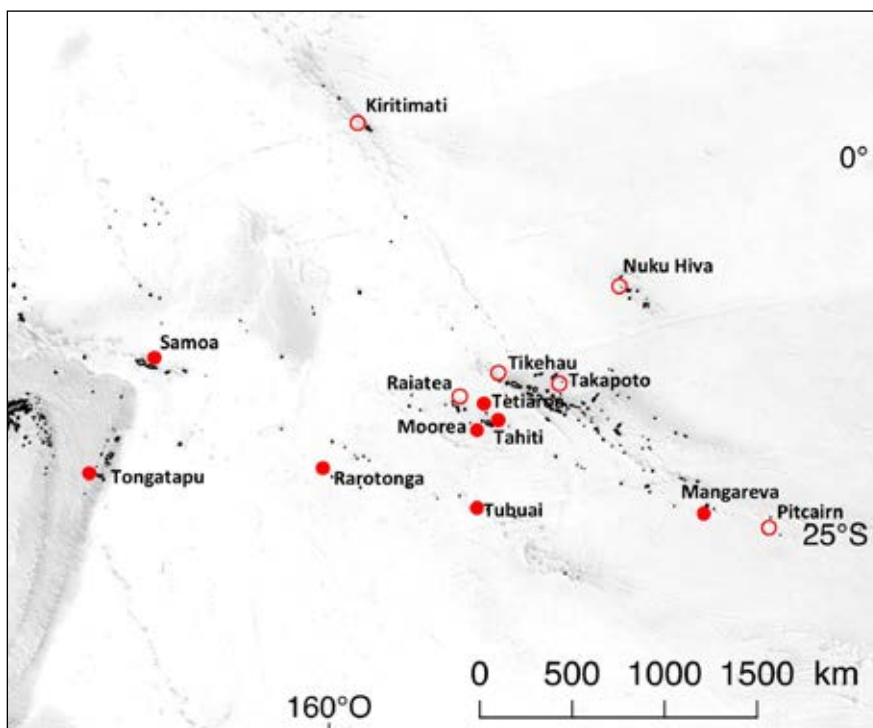 Kiritimati
0°
Nuku Hiva
Samoa
Tikehau
Takapoto
Raiatea
Tetiaroa
Moorea
Tahiti
Tongatapu
Rarotonga
Mangareva
Tubuai
Pitcairn
25°S
0 500 1000 1500 km
160°O